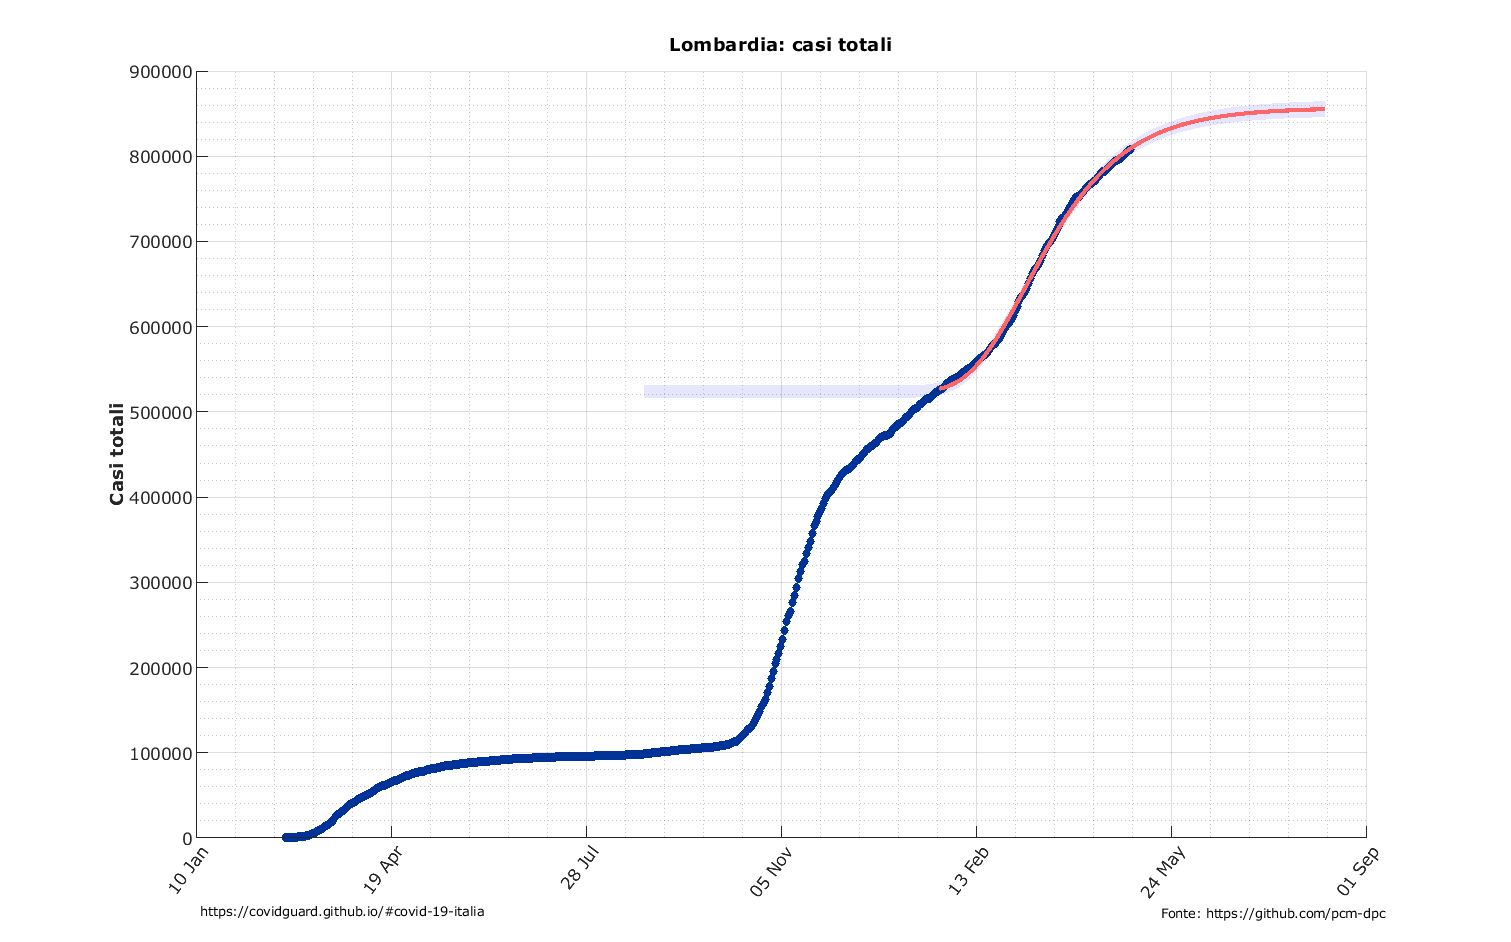 Lombardia: casi totali
900000
800000
700000
600000
500000
400000
300000
200000
100000
0
Casi totali
10 Jan
19 Apr
28 Jul
05 Nov
13 Feb
24 May
01 Sep
https://covidguard.github.io/#covid-19-italia
Fonte: https://github.com/pcm-dpc